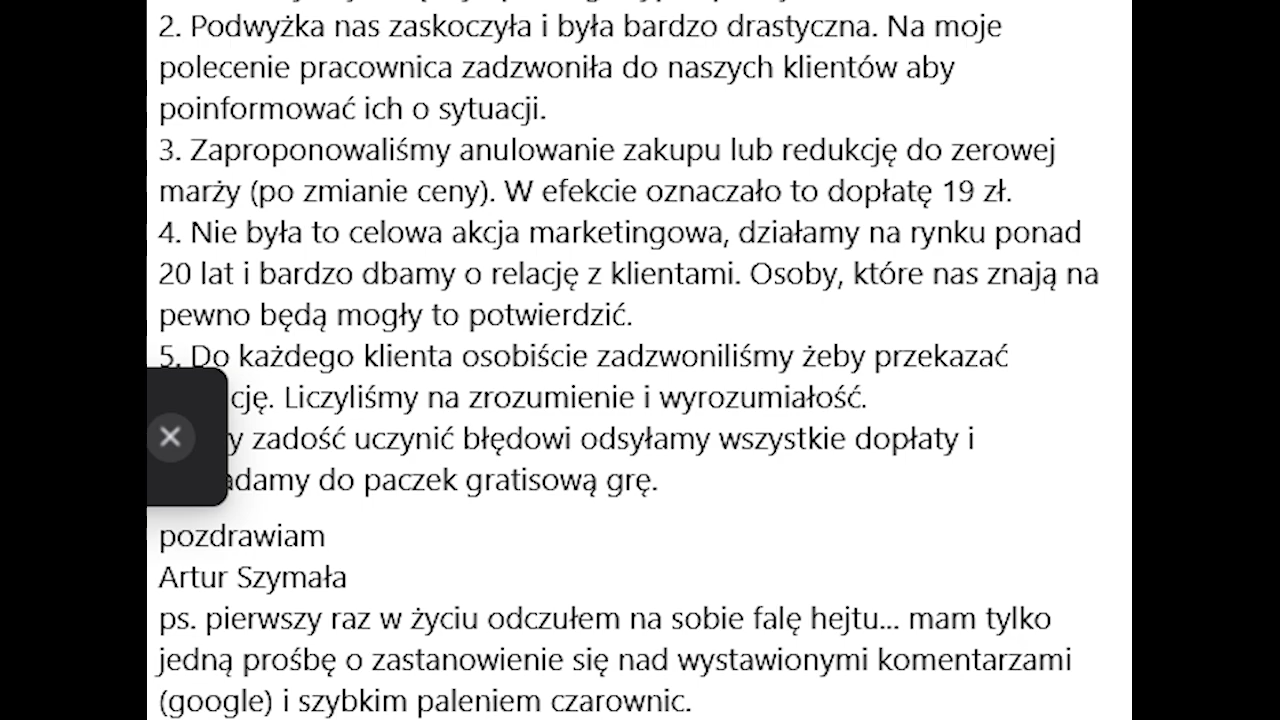 2. Podwyżka nas zaskoczyła i była bardzo drastyczna. Na moje
polecenie pracownica zadzwoniła do naszych klientów aby
poinformować ich o sytuacji.
3. Zaproponowaliśmy anulowanie zakupu lub redukcję do zerowej
marży (po zmianie ceny). W efekcie oznaczało to dopłatę 19 zł.
4. Nie była to celowa akcja marketingowa, działamy na rynku ponad
20 lat i bardzo dbamy o relację z klientami. Osoby, które nas znają na
pewno będą mogły to potwierdzić.
5. Do każdego klienta osobiście zadzwoniliśmy żeby przekazać
cję. Liczyliśmy na zrozumienie i wyrozumiałość.
y zadość uczynić błędowi odsyłamy wszystkie dopłaty i
adamy do paczek gratisową grę.
pozdrawiam
Artur Szymała
ps. pierwszy raz w życiu odczułem na sobie falę hejtu... mam tylko
jedną prośbę o zastanowienie się nad wystawionymi komentarzami
(google) i szybkim paleniem czarownic.